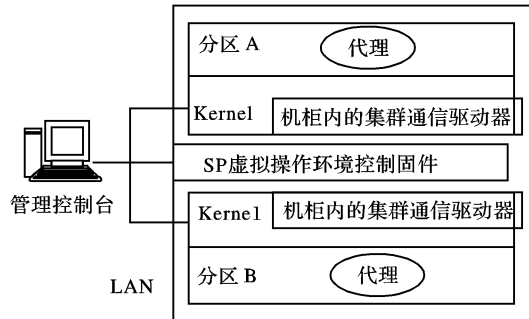 分区 A
代理
Kernel
机柜内的集群通信驱动器
SP虚拟操作环境控制固件
管理控制台
Kernel
机柜内的集群通信驱动器
分区 B
代理
LAN